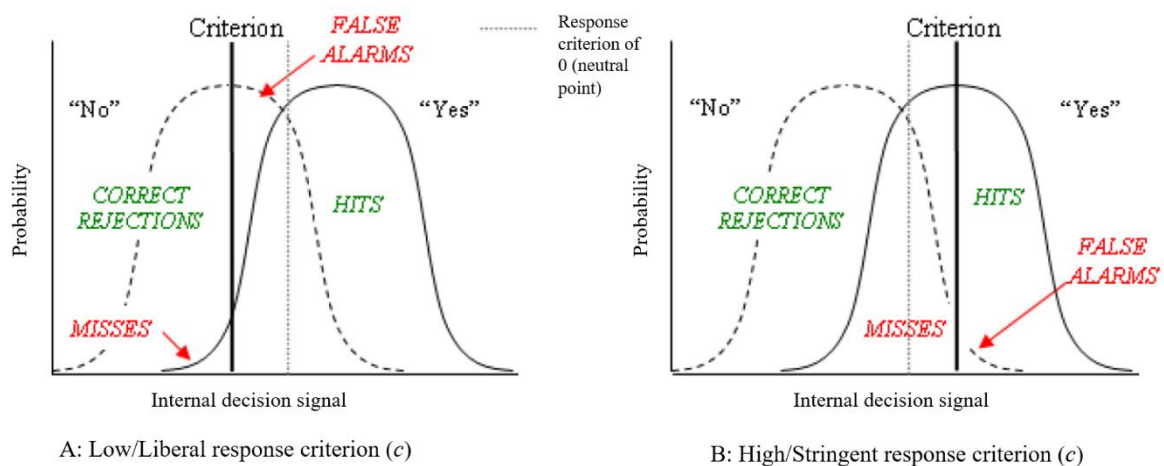 Criterion
FALSE
ALARMS
"No"
"Yes"
CORRECT
REJECTIONS
HITS
MISSES
Probability
Internal decision signal
A: Low/Liberal response criterion (c)
Response
criterion of
0 (neutral
point)
Criterion
"No"
"Yes"
CORRECT
REJECTIONS
HITS
FALSE
ALARMS
MISSES
Probability
Internal decision signal
B: High/Stringent response criterion (c)